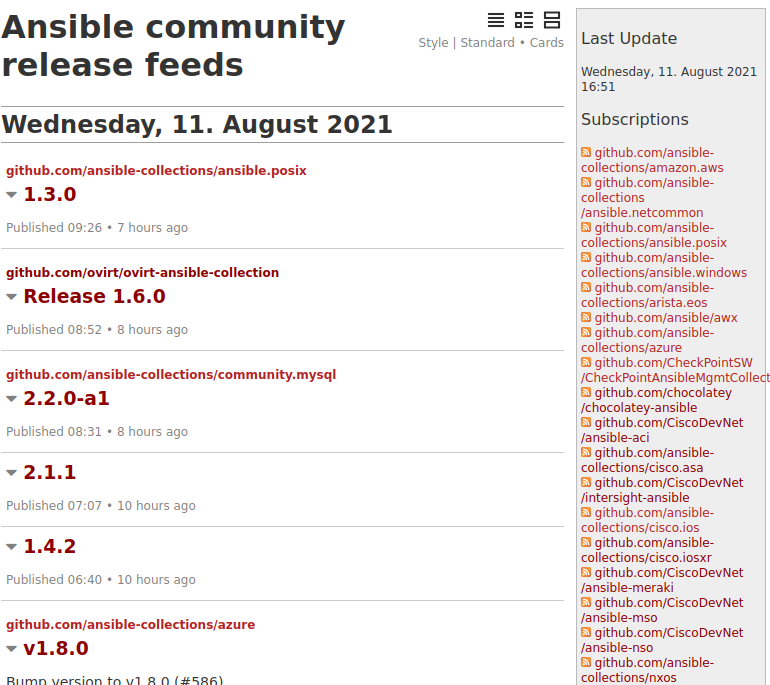 Ansible community
release feeds
Style | Standard • Cards
Wednesday, 11. August 2021
github.com/ansible-collections/ansible.posix
1.3.0
Published 09:26 • 7 hours ago
github.com/ovirt/ovirt-ansible-collection
Release 1.6.0
Published 08:52 • 8 hours ago
github.com/ansible-collections/community.mysql
2.2.0-a1
Published 08:31 • 8 hours ago
2.1.1
Published 07:07 • 10 hours ago
1.4.2
Published 06:40 • 10 hours ago
github.com/ansible-collections/azure
v1.8.0
Bump version to v1.8.0 (#586)
Last Update
Wednesday, 11. August 2021
16:51
Subscriptions
github.com/ansible-
collections/amazon.aws
github.com/ansible-
collections
/ansible.netcommon
github.com/ansible-
collections/ansible.posix
github.com/ansible-
collections/ansible.windows
github.com/ansible-
collections/arista.eos
github.com/ansible/awx
github.com/ansible-
collections/azure
github.com/CheckPointSW
/CheckPointAnsibleMgmtCollect
github.com/chocolatey
/chocolatey-ansible
github.com/CiscoDevNet
/ansible-aci
github.com/ansible-
collections/cisco.asa
github.com/CiscoDevNet
/intersight-ansible
github.com/ansible-
collections/cisco.ios
github.com/ansible-
collections/cisco.iosxr
github.com/CiscoDevNet
/ansible-meraki
github.com/CiscoDevNet
/ansible-mso
github.com/CiscoDevNet
/ansible-nso
github.com/ansible-
collections/nxos